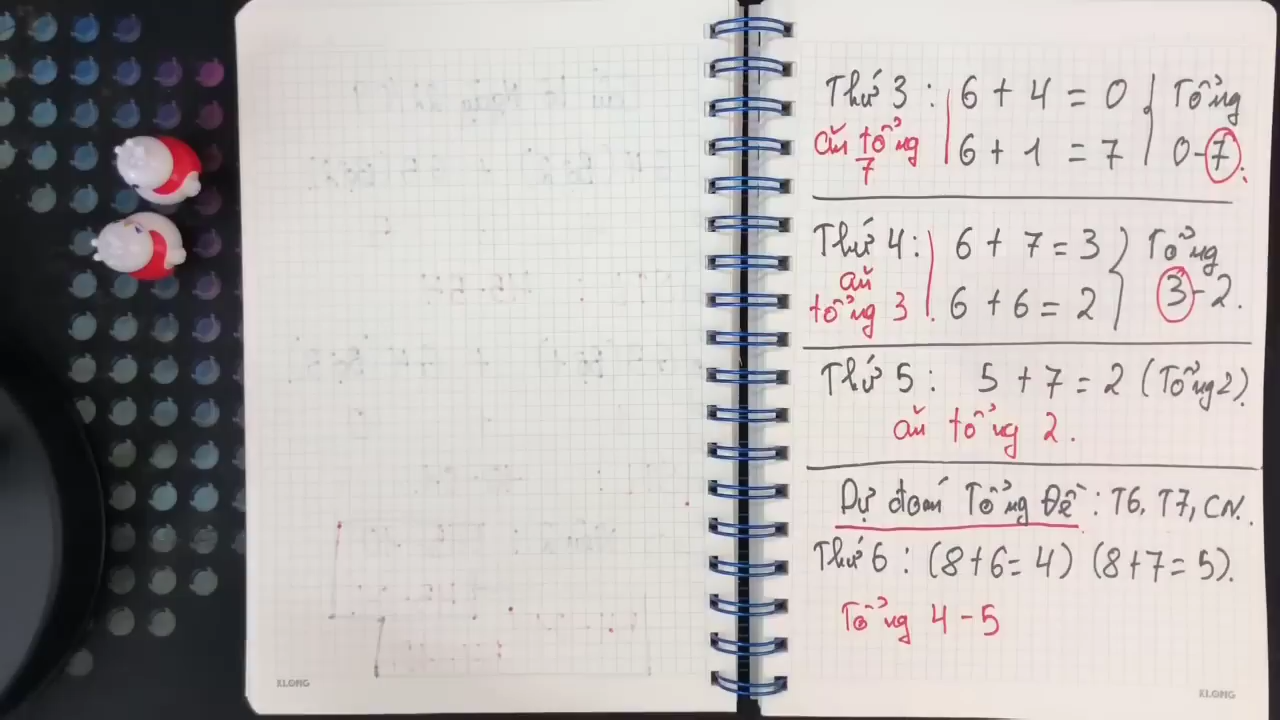 Thứ 3 : 6 + 4 = 0 } Tổng
ăn tổng 7 6 + 1 = 7 0-7.
Thứ 4 : 6 + 7 = 3 } Tổng
ăn tổng 3 6 + 6 = 2 3-2.
Thứ 5 : 5 + 7 = 2 (Tổng 2).
ăn tổng 2.
Dự đoán Tổng Đề : T6, T7, CN.
Thứ 6 : (8+6=4) (8+7=5).
Tổng 4-5
KLONG
KLONG